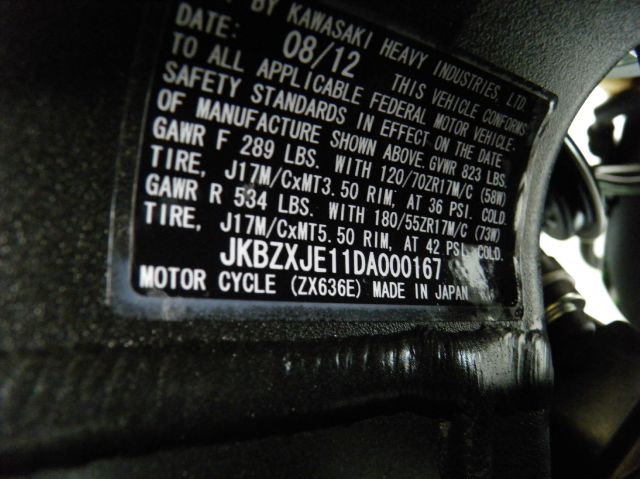 BY KAWASAKI HEAVY INDUSTRIES, LTD.
DATE: 08/12 THIS VEHICLE CONFORMS
TO ALL APPLICABLE FEDERAL MOTOR VEHICLE
SAFETY STANDARDS IN EFFECT ON THE DATE
OF MANUFACTURE SHOWN ABOVE. GVWR 823 LBS.
GAWR F 289 LBS. WITH 120/70ZR17M/C (58W)
TIRE, J17M/CxMT3.50 RIM, AT 36 PSI. COLD.
GAWR R 534 LBS. WITH 180/55ZR17M/C (73W)
TIRE, J17M/CxMT5.50 RIM, AT 42 PSI. COLD.
JKBZXJE11DA000167
MOTOR CYCLE (ZX636E) MADE IN JAPAN